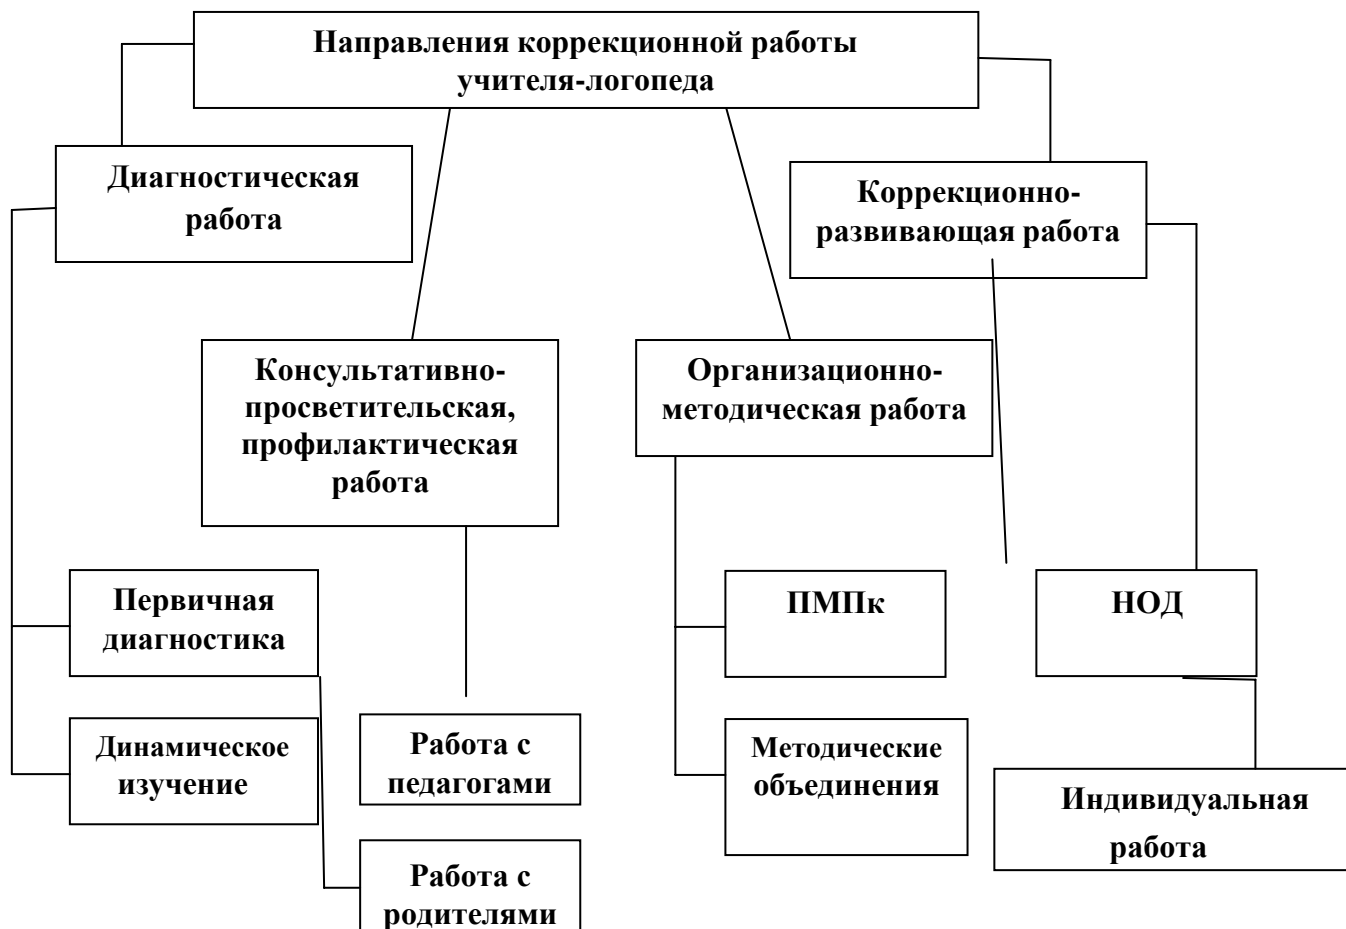 Направления коррекционной работы
учителя-логопеда
Диагностическая
работа
Коррекционно-
развивающая работа
Консультативно-
просветительская,
профилактическая
работа
Организационно-
методическая работа
Первичная
диагностика
ПМПк
НОД
Динамическое
изучение
Работа с
педагогами
Методические
объединения
Индивидуальная
работа
Работа с
родителями